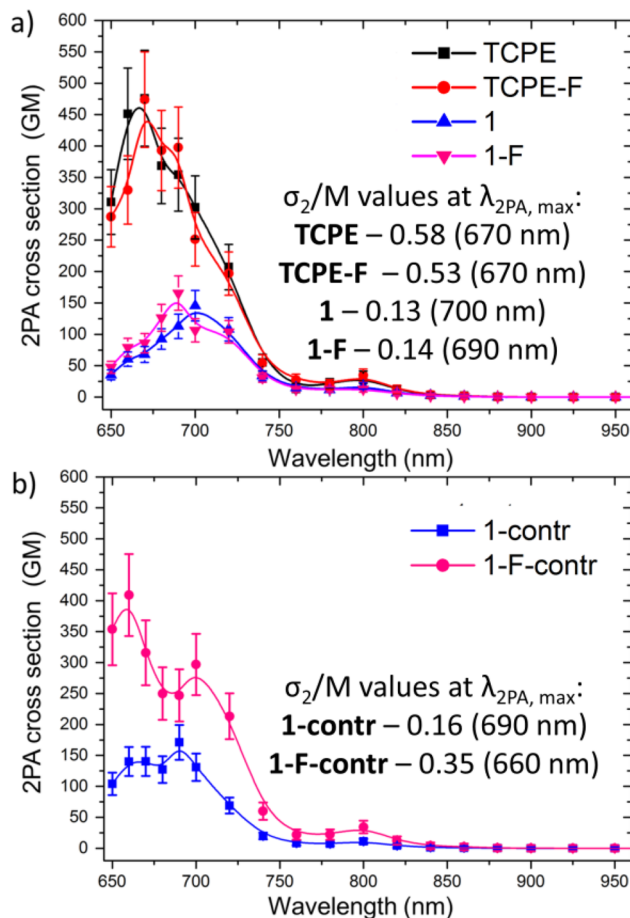 a)
600
550
500
450
400
350
300
250
200
150
100
50
0
2PA cross section (GM)
TCPE
TCPE-F
1
1-F
σ₂/M values at λ₂PA, max:
TCPE – 0.58 (670 nm)
TCPE-F – 0.53 (670 nm)
1 – 0.13 (700 nm)
1-F – 0.14 (690 nm)
650 700 750 800 850 900 950
Wavelength (nm)
b)
600
550
500
450
400
350
300
250
200
150
100
50
0
2PA cross section (GM)
1-contr
1-F-contr
σ₂/M values at λ₂PA, max:
1-contr – 0.16 (690 nm)
1-F-contr – 0.35 (660 nm)
650 700 750 800 850 900 950
Wavelength (nm)